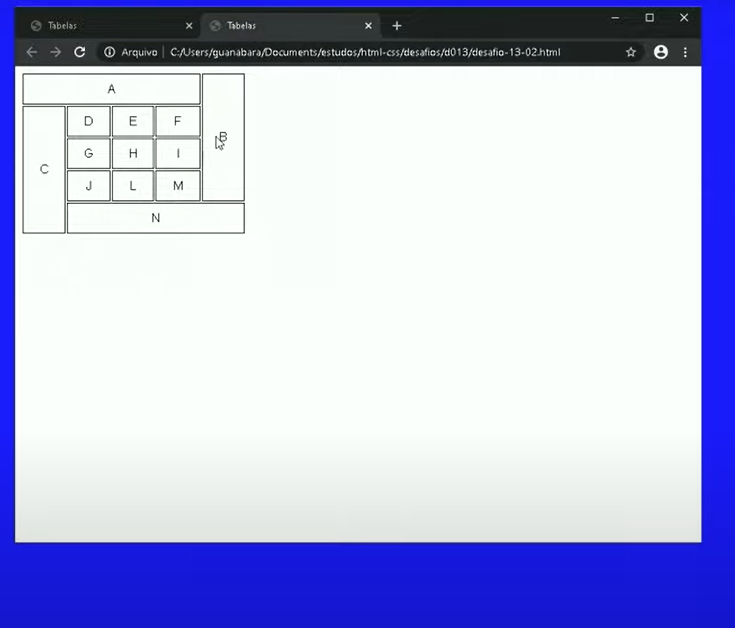 Tabelas
Tabelas
Arquivo C:/Users/guanabara/Documents/estudos/html-css/desafios/d013/desafio-13-02.html
A
B
C
D E F
G H I
J L M
N